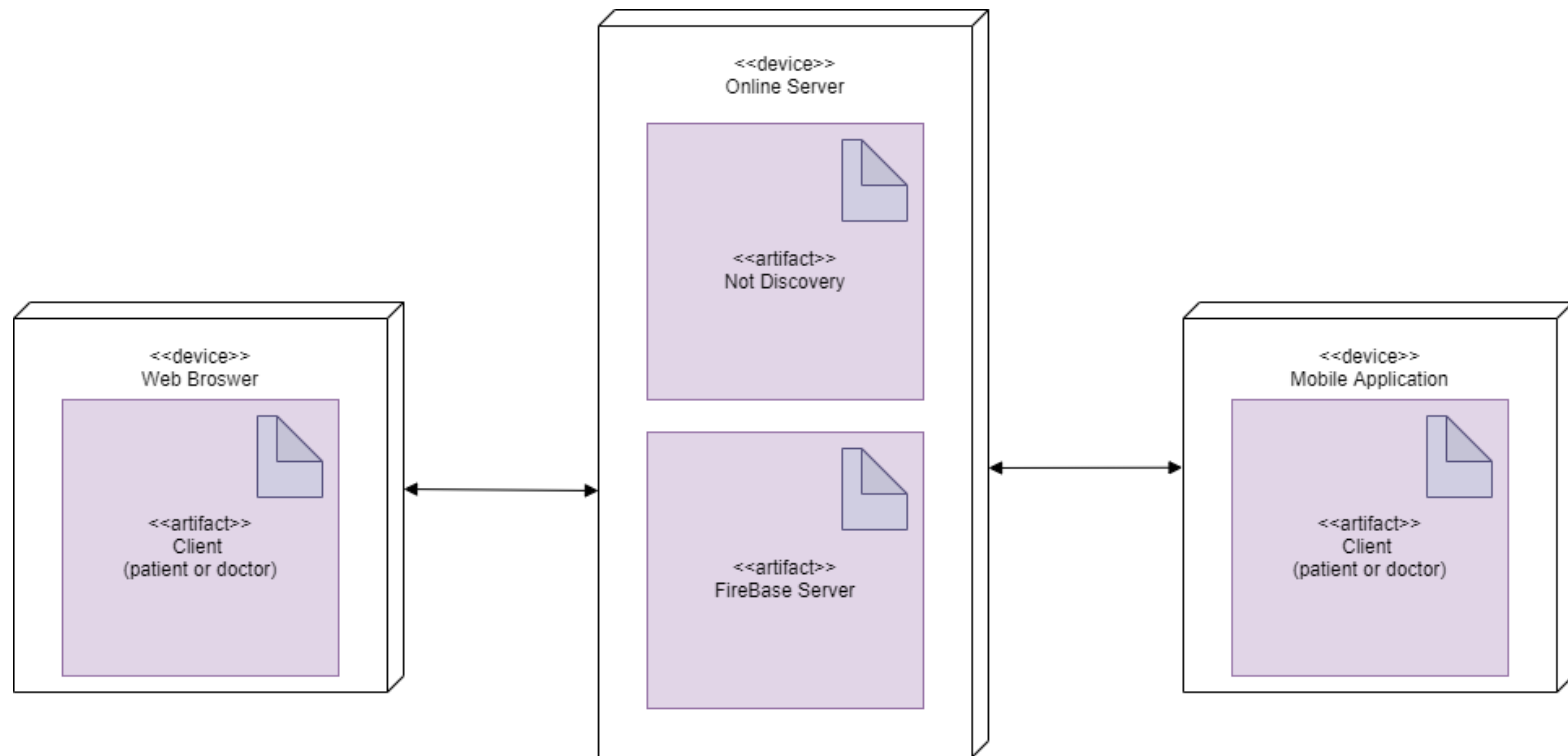 <<device>>
Online Server
<<artifact>>
Not Discovery
<<device>>
Web Broswer
<<artifact>>
Client
(patient or doctor)
<<artifact>>
FireBase Server
<<device>>
Mobile Application
<<artifact>>
Client
(patient or doctor)